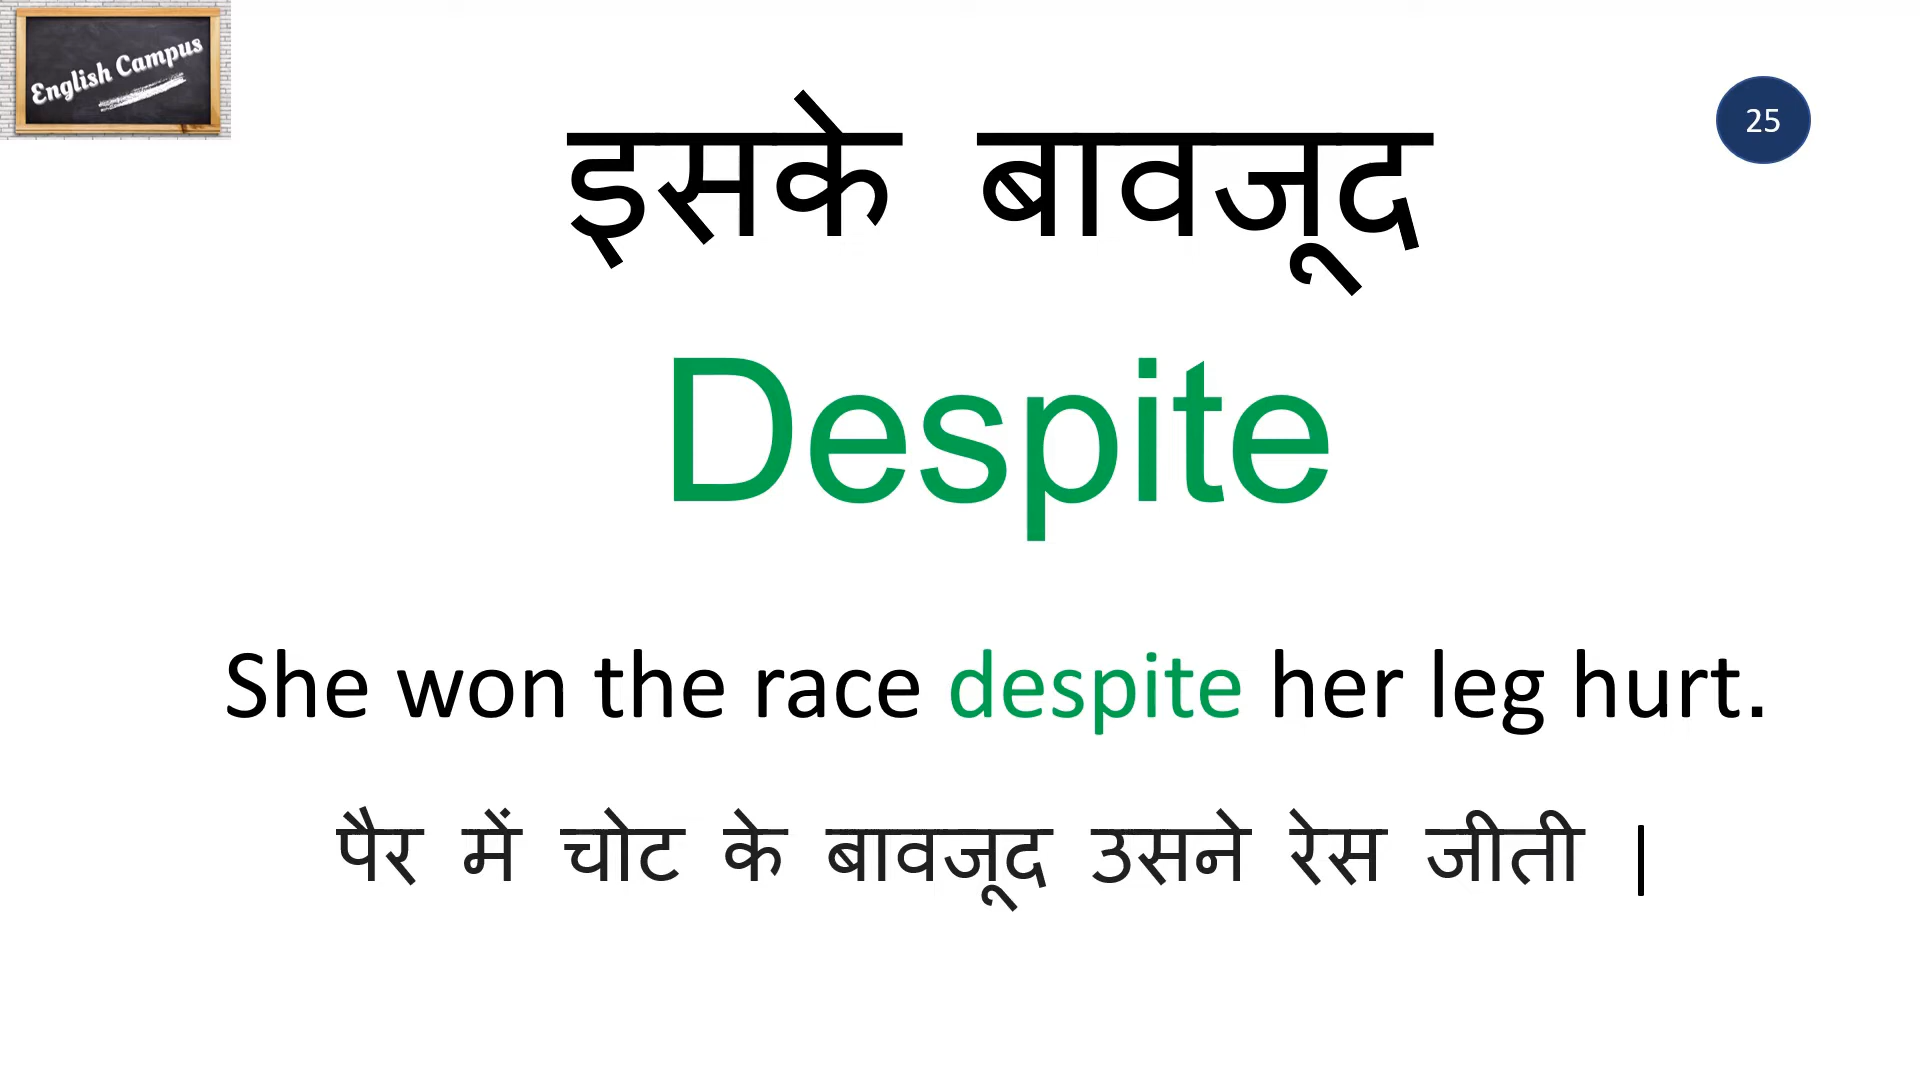 English Campus
25
इसके बावजूद
Despite
She won the race despite her leg hurt.
पैर में चोट के बावजूद उसने रेस जीती |